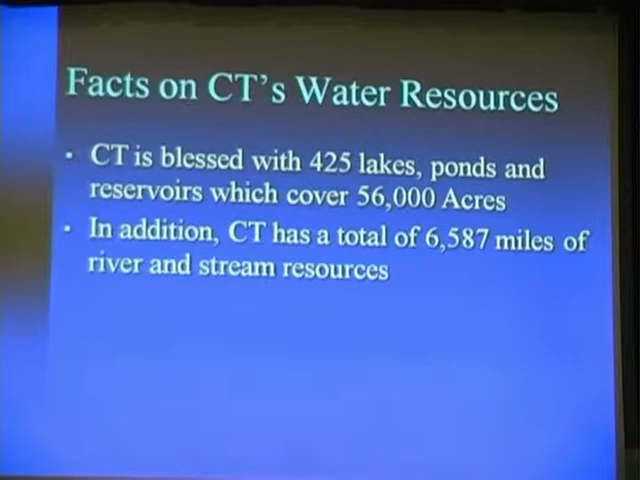 Facts on CT's Water Resources
• CT is blessed with 425 lakes, ponds and
reservoirs which cover 56,000 Acres
• In addition, CT has a total of 6,587 miles of
river and stream resources